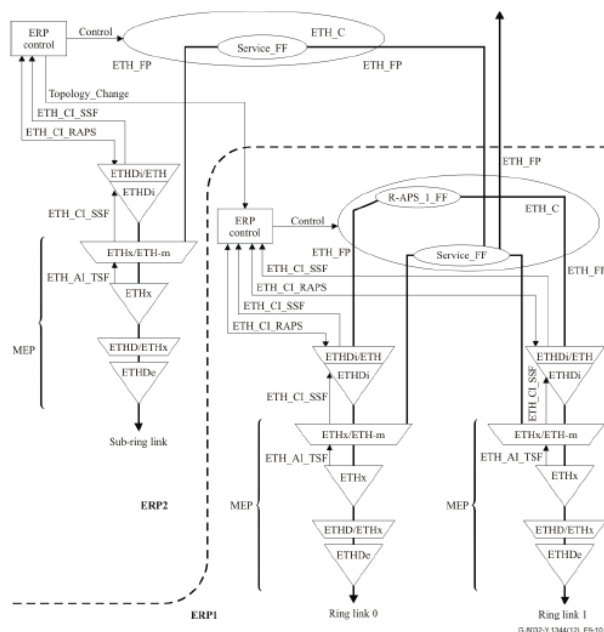 ERP
control
Control
ETH_C
Service_FF
ETH_FP
ETH_FP
Topology_Change
ETH_CI_SSF
ETH_CI_RAPS
ETH_FP
ETHDi/ETH
ETHDi
R-APS_1_FF
ETH_C
ERP
control
Control
ETH_CI_SSF
ETH_FP
Service_FF
ETHx/ETH-m
ETH_CI_SSF
ETH_FP
ETH_AI_TSF
ETH_CI_RAPS
ETHx
ETH_CI_SSF
ETH_CI_RAPS
MEP
ETHD/ETHx
ETHDi/ETH
ETHDi/ETH
ETHDe
ETHDi
ETHDi
ETH_CI_SSF
ETH_CI_SSF
Sub-ring link
ETHx/ETH-m
ETHx/ETH-m
ETH_AI_TSF
ETH_AI_TSF
ETHx
ETHx
ERP2
MEP
MEP
ETHD/ETHx
ETHD/ETHx
ETHDe
ETHDe
ERP1
Ring link 0
Ring link 1
G.8032-Y.1344(12)_F9-10